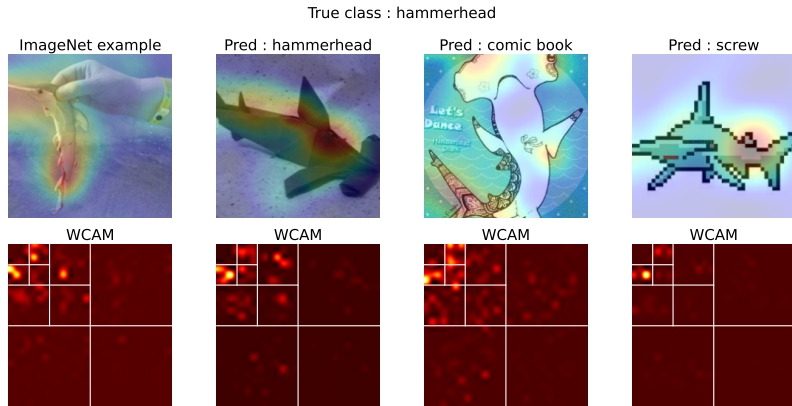 True class : hammerhead
ImageNet example
Pred : hammerhead
Pred : comic book
Pred : screw
Let's
Dance
WCAM
WCAM
WCAM
WCAM